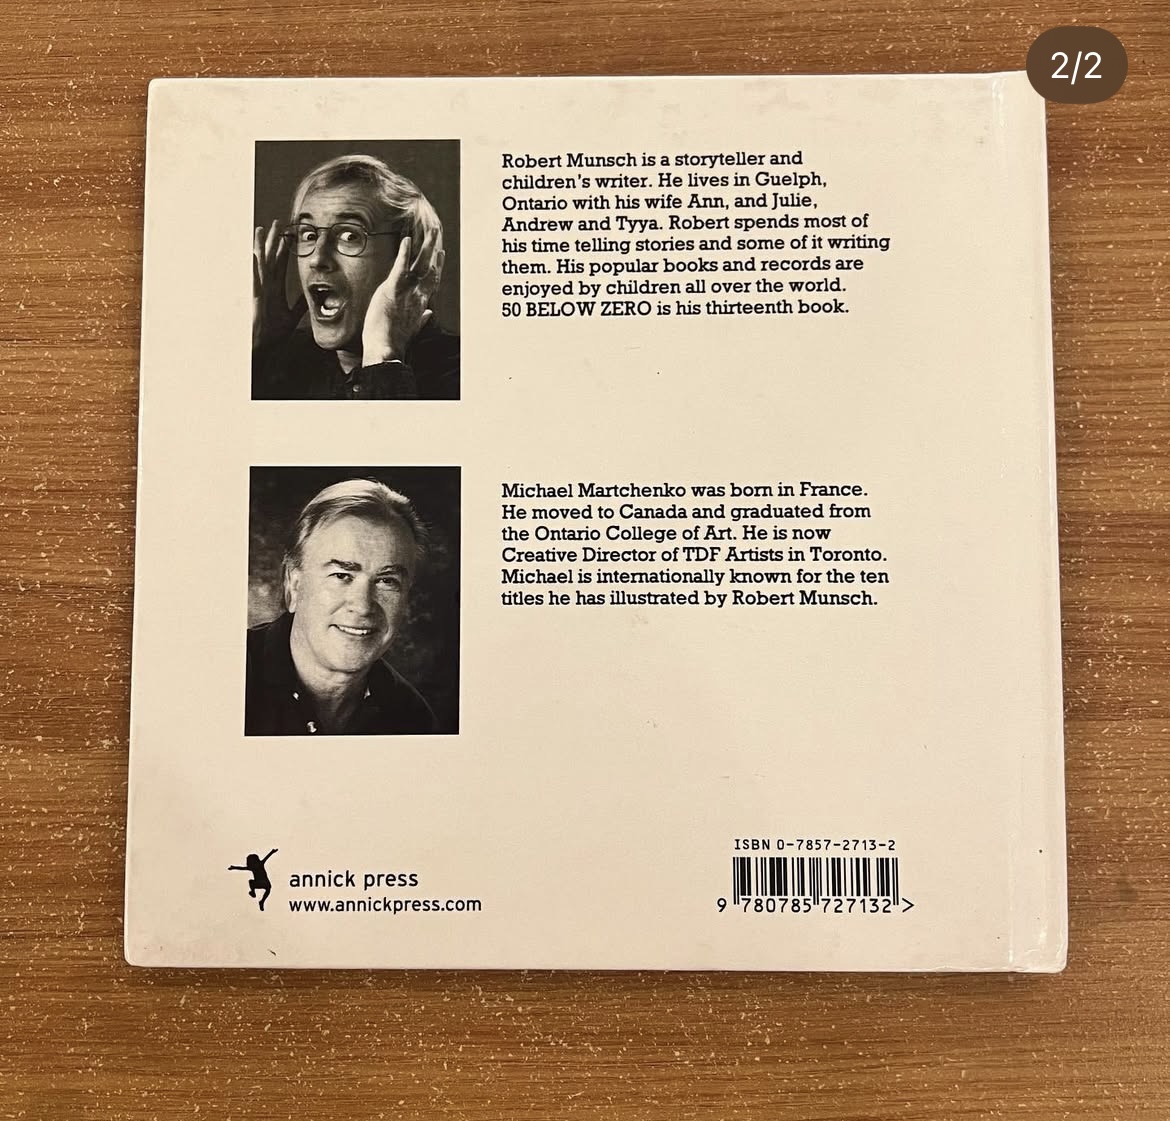 2/2
Robert Munsch is a storyteller and
children's writer. He lives in Guelph,
Ontario with his wife Ann, and Julie,
Andrew and Tyya. Robert spends most of
his time telling stories and some of it writing
them. His popular books and records are
enjoyed by children all over the world.
50 BELOW ZERO is his thirteenth book.
Michael Martchenko was born in France.
He moved to Canada and graduated from
the Ontario College of Art. He is now
Creative Director of TDF Artists in Toronto.
Michael is internationally known for the ten
titles he has illustrated by Robert Munsch.
annick press
www.annickpress.com
ISBN 0-7857-2713-2
9 780785 727132 >